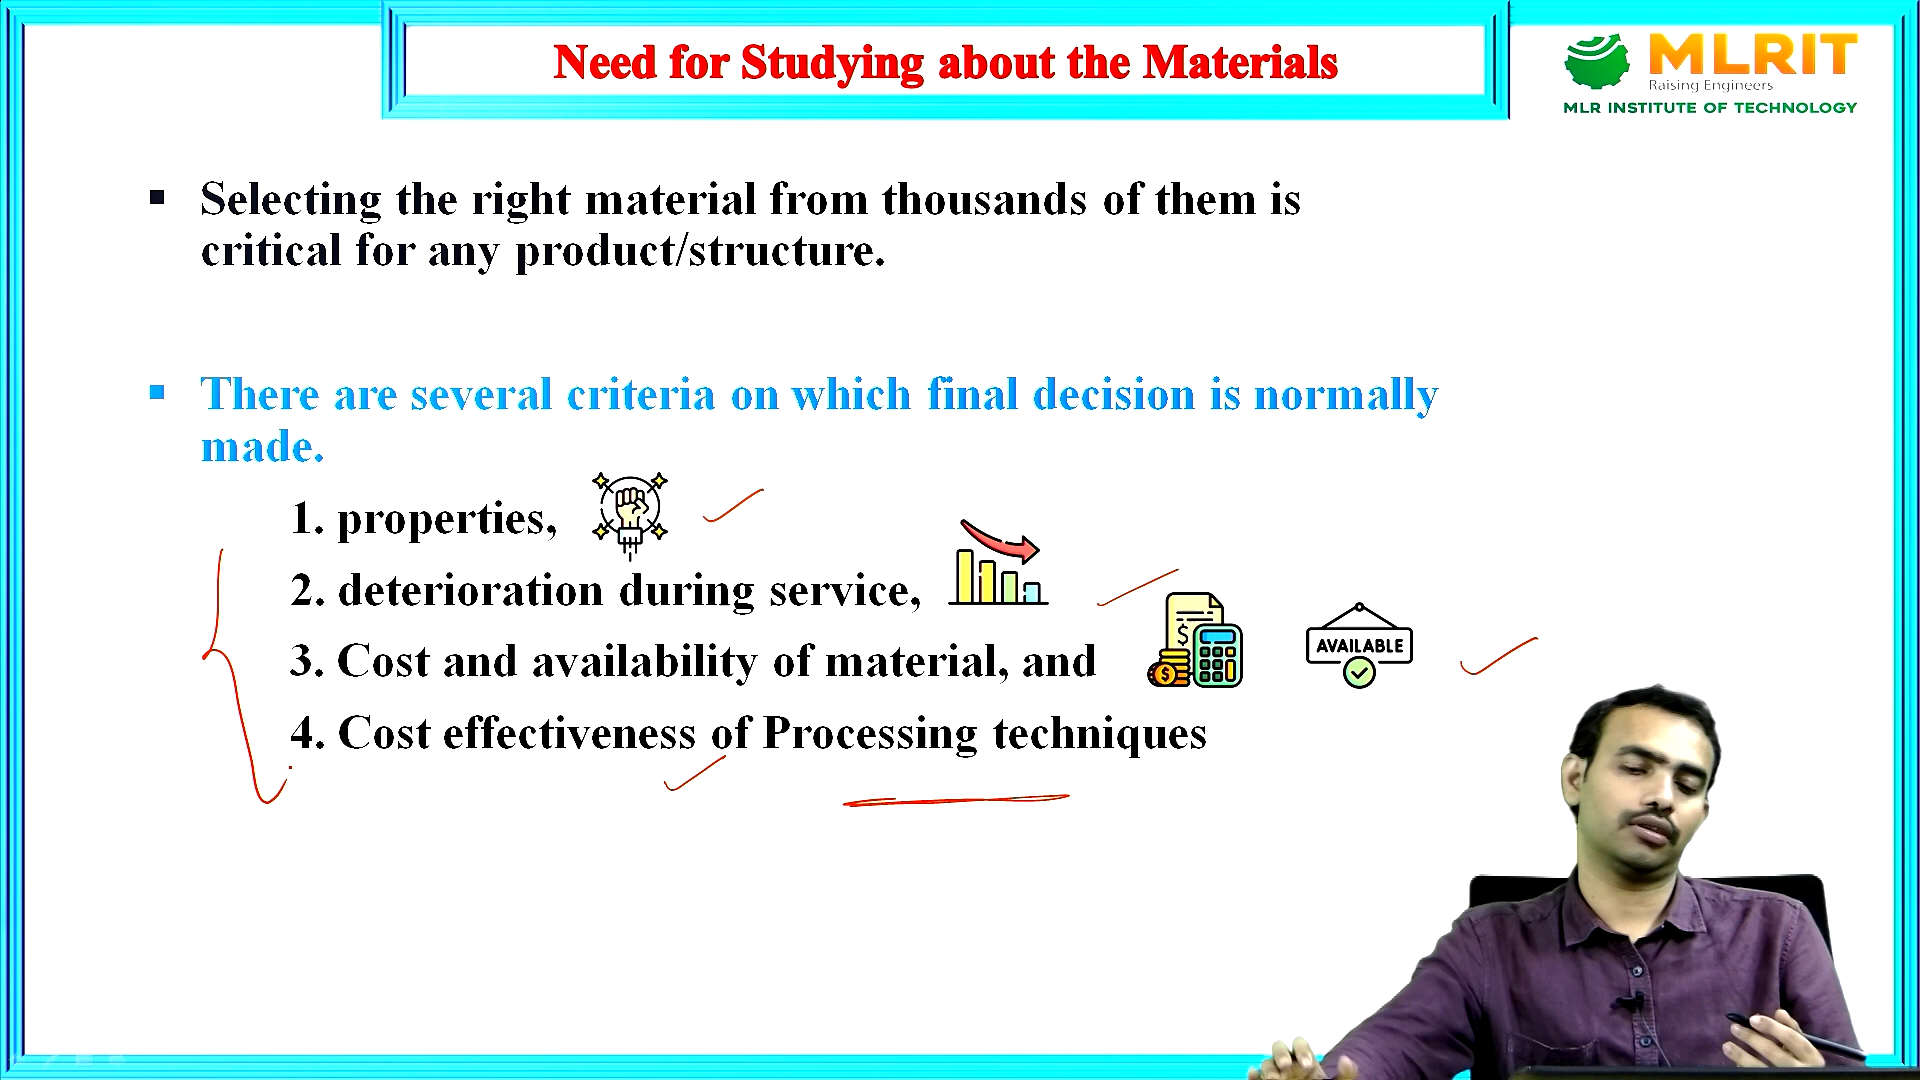 Need for Studying about the Materials
MLRIT
Raising Engineers
MLR INSTITUTE OF TECHNOLOGY
Selecting the right material from thousands of them is
critical for any product/structure.
There are several criteria on which final decision is normally
made.
1. properties,
2. deterioration during service,
3. Cost and availability of material, and
AVAILABLE
4. Cost effectiveness of Processing techniques